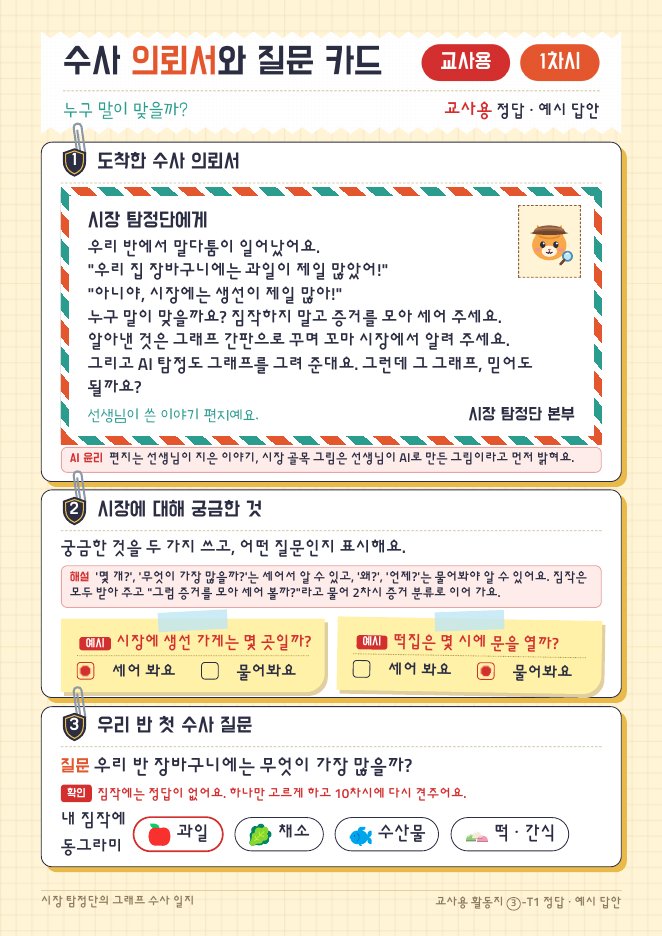 수사 의뢰서와 질문 카드
교사용
1차시
누구 말이 맞을까?
교사용 정답 · 예시 답안
1 도착한 수사 의뢰서
시장 탐정단에게
우리 반에서 말다툼이 일어났어요.
"우리 집 장바구니에는 과일이 제일 많았어!"
"아니야, 시장에는 생선이 제일 많아!"
누구 말이 맞을까요? 짐작하지 말고 증거를 모아 세어 주세요.
알아낸 것은 그래프 간판으로 꾸며 꼬마 시장에서 알려 주세요.
그리고 AI 탐정도 그래프를 그려 준대요. 그런데 그 그래프, 믿어도
될까요?
선생님이 쓴 이야기 편지예요.
시장 탐정단 본부
AI 윤리 편지는 선생님이 지은 이야기, 시장 골목 그림은 선생님이 AI로 만든 그림이라고 먼저 밝혀요.
2 시장에 대해 궁금한 것
궁금한 것을 두 가지 쓰고, 어떤 질문인지 표시해요.
해설 '몇 개?', '무엇이 가장 많을까?'는 세어서 알 수 있고, '왜?', '언제?'는 물어봐야 알 수 있어요. 짐작은
모두 받아 주고 "그럼 증거를 모아 세어 볼까?"라고 물어 2차시 증거 분류로 이어 가요.
예시 시장에 생선 가게는 몇 곳일까?
세어 봐요 물어봐요
예시 떡집은 몇 시에 문을 열까?
세어 봐요 물어봐요
3 우리 반 첫 수사 질문
질문 우리 반 장바구니에는 무엇이 가장 많을까?
확인 짐작에는 정답이 없어요. 하나만 고르게 하고 10차시에 다시 견주어요.
내 짐작에
동그라미
과일
채소
수산물
떡 · 간식
시장 탐정단의 그래프 수사 일지
교사용 활동지 ③-T1 정답 · 예시 답안